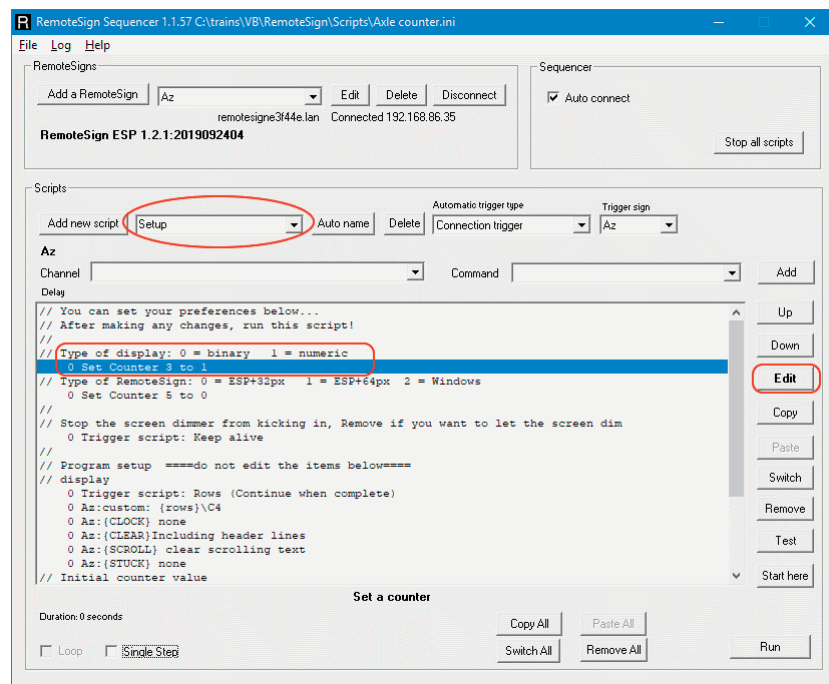 R RemoteSign Sequencer 1.1.57 C:\trains\VB\RemoteSign\Scripts\Axle counter.ini
File Log Help
RemoteSigns
Add a RemoteSign Az Edit Delete Disconnect
remotesigne3f44e.lan Connected 192.168.86.35
RemoteSign ESP 1.2.1:2019092404
Sequencer
Auto connect
Stop all scripts
Scripts
Automatic trigger type Trigger sign
Add new script Setup Auto name Delete Connection trigger Az
Az
Channel Command Add
Delay
// You can set your preferences below...
// After making any changes, run this script!
//
// Type of display: 0 = binary 1 = numeric
0 Set Counter 3 to 1
// Type of RemoteSign: 0 = ESP+32px 1 = ESP+64px 2 = Windows
0 Set Counter 5 to 0
//
// Stop the screen dimmer from kicking in, Remove if you want to let the screen dim
0 Trigger script: Keep alive
//
// Program setup ====do not edit the items below====
// display
0 Trigger script: Rows (Continue when complete)
0 Az:custom: {rows}\C4
0 Az:{CLOCK} none
0 Az:{CLEAR}Including header lines
0 Az:{SCROLL} clear scrolling text
0 Az:{STUCK} none
// Initial counter value
Up
Down
Edit
Copy
Paste
Switch
Remove
Test
Start here
Set a counter
Duration: 0 seconds
Copy All Paste All
Loop Single Step
Switch All Remove All
Run